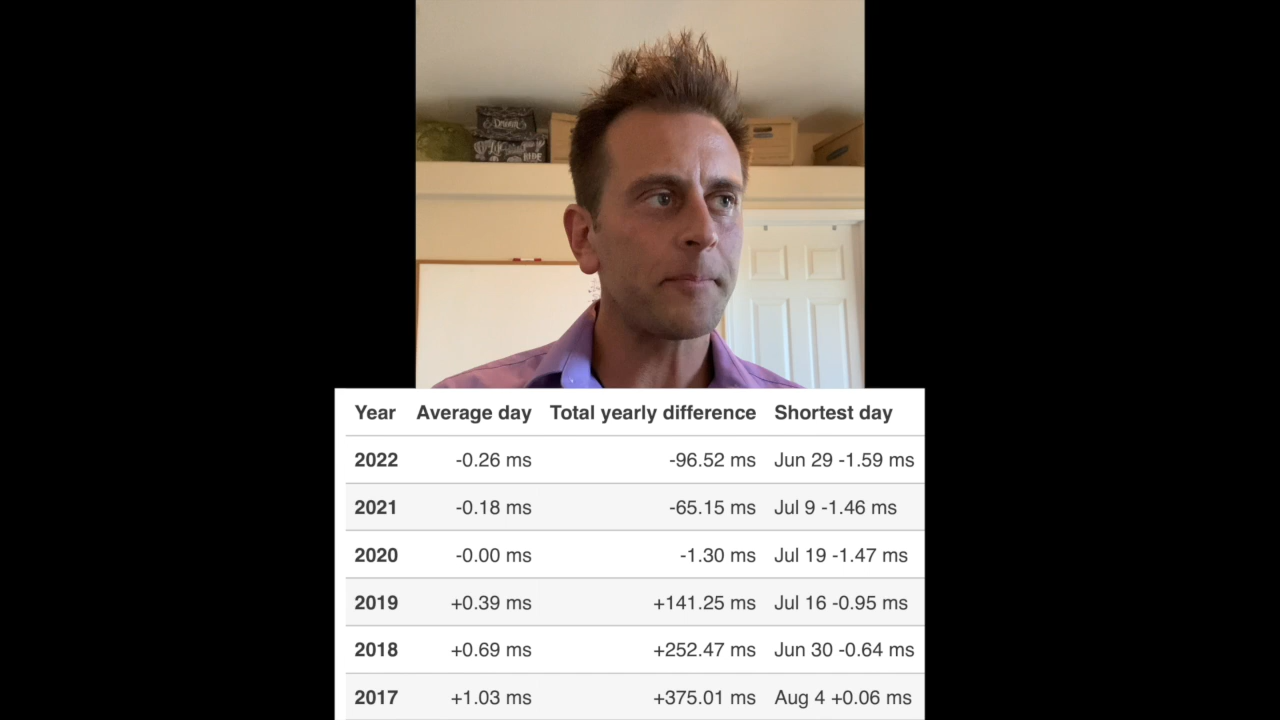 Dream
Life
RIDE
Year Average day Total yearly difference Shortest day
2022 -0.26 ms -96.52 ms Jun 29 -1.59 ms
2021 -0.18 ms -65.15 ms Jul 9 -1.46 ms
2020 -0.00 ms -1.30 ms Jul 19 -1.47 ms
2019 +0.39 ms +141.25 ms Jul 16 -0.95 ms
2018 +0.69 ms +252.47 ms Jun 30 -0.64 ms
2017 +1.03 ms +375.01 ms Aug 4 +0.06 ms